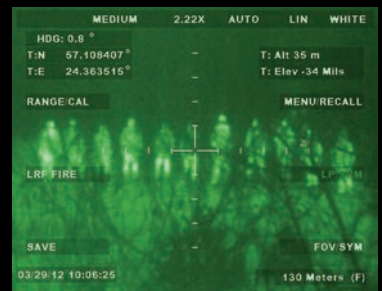 MEDIUM 2.22X AUTO LIN WHITE
HDG: 0.8 °
T:N 57.108407°
T:E 24.363515°
T: Alt 35 m
T: Elev -34 Mils
RANGE/CAL
MENU/RECALL
LRF FIRE
SAVE
FOV/SYM
03/29/12 10:06:25
130 Meters (F)